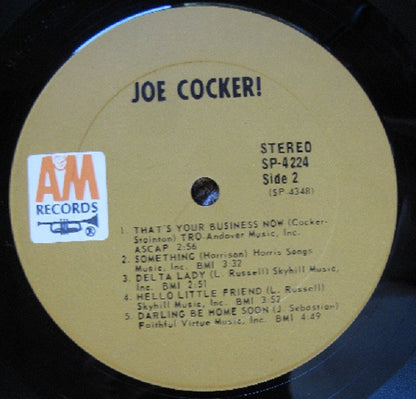 JOE COCKER!
STEREO
SP-4224
Side 2
(SP-4348)
AM
RECORDS
®
1. THAT'S YOUR BUSINESS NOW (Cocker-
Stainton) TRO-Andover Music, Inc.
ASCAP 2:56
2. SOMETHING (Harrison) Harris Songs
Music, Inc. BMI 3:32
3. DELTA LADY (L. Russell) Skyhill Music,
Inc. BMI 2:51
4. HELLO LITTLE FRIEND (L. Russell)
Skyhill Music, Inc. BMI 3:52
5. DARLING BE HOME SOON (J. Sebastian)
Faithful Virtue Music, Inc. BMI 4:49